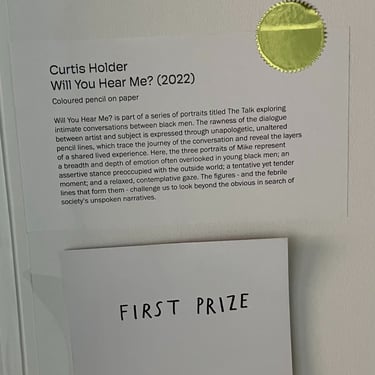 Curtis Holder
Will You Hear Me? (2022)
Coloured pencil on paper
Will You Hear Me? is part of a series of portraits titled The Talk exploring
intimate conversations between black men. The rawness of the dialogue
between artist and subject is expressed through unapologetic, unaltered
pencil lines, which trace the journey of the conversation and reveal the layers
of a shared lived experience. Here, the three portraits of Mike represent
a breadth and depth of emotion often overlooked in young black men; an
assertive stance preoccupied with the outside world; a tentative yet tender
moment; and a relaxed, contemplative gaze. The figures - and the febrile
lines that form them - challenge us to look beyond the obvious in search of
society's unspoken narratives.
FIRST PRIZE